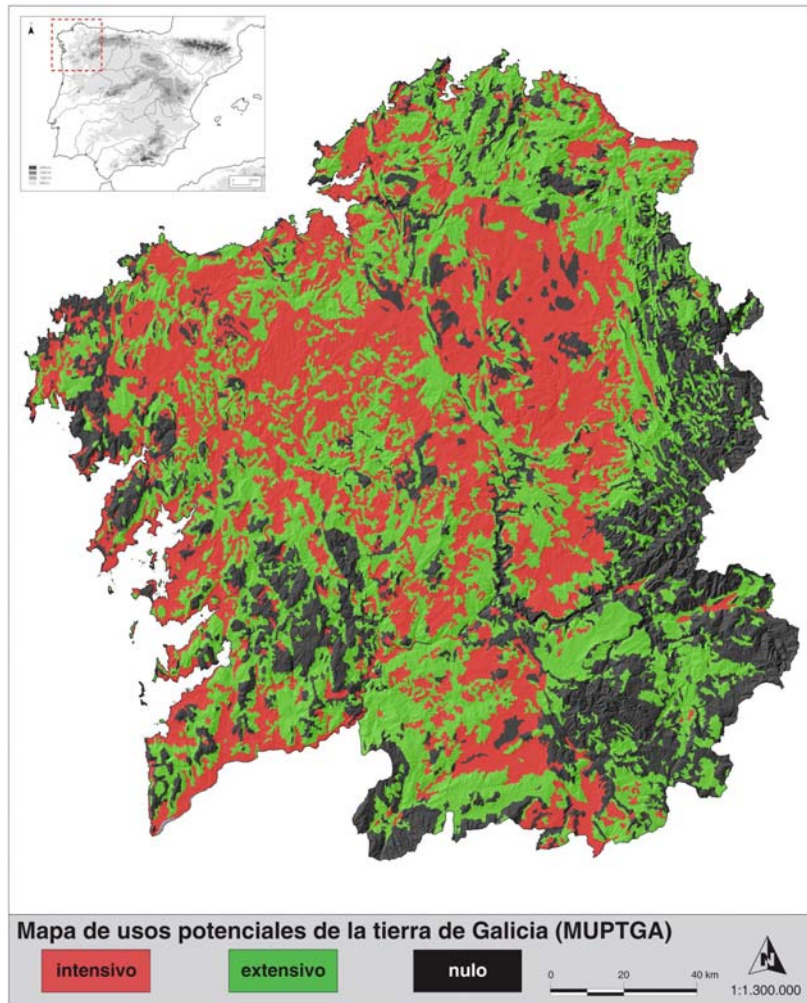 Mapa de usos potenciales de la tierra de Galicia (MUPTGA)
intensivo
extensivo
nulo
0 20 40 km
N
1:1.300.000